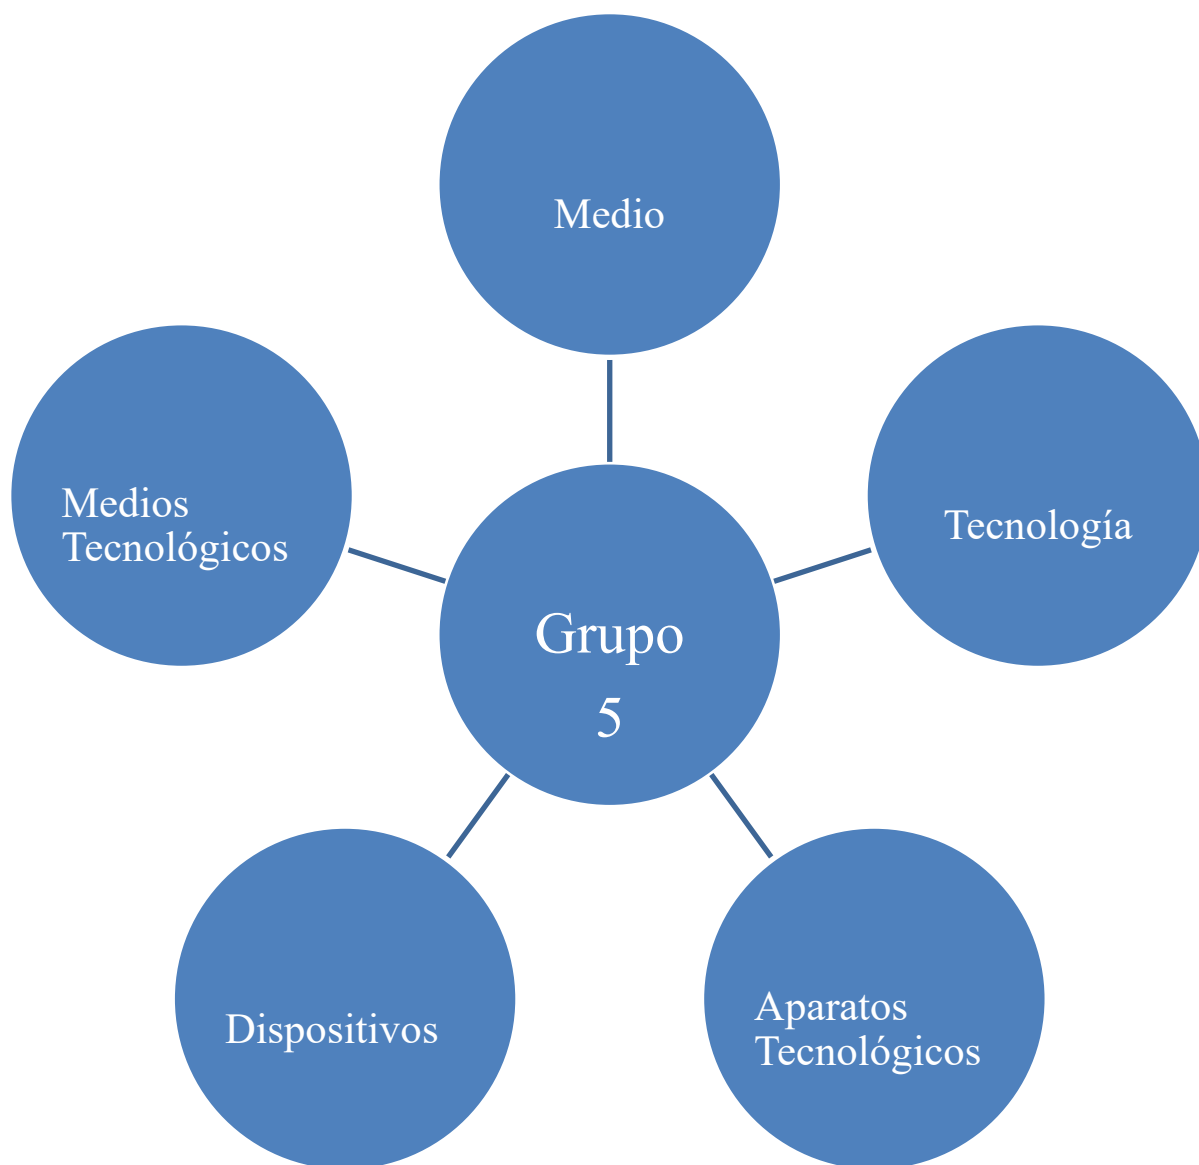 Medio
Tecnología
Medios
Tecnológicos
Grupo
5
Dispositivos
Aparatos
Tecnológicos